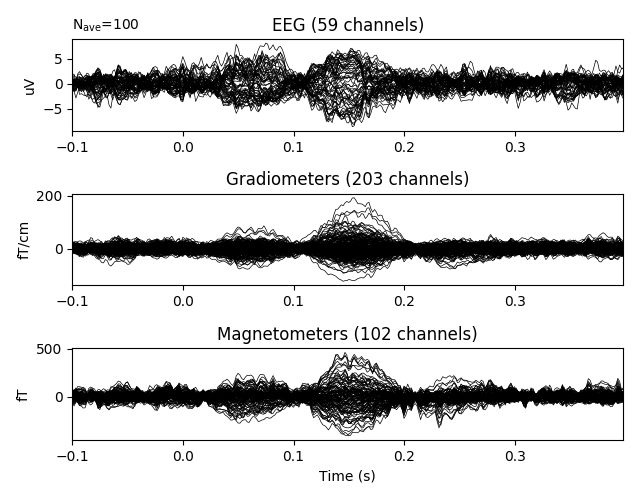 N_ave=100
EEG (59 channels)
5
0
−5
uV
−0.1 0.0 0.1 0.2 0.3
Gradiometers (203 channels)
200
0
fT/cm
−0.1 0.0 0.1 0.2 0.3
Magnetometers (102 channels)
500
0
fT
−0.1 0.0 0.1 0.2 0.3
Time (s)